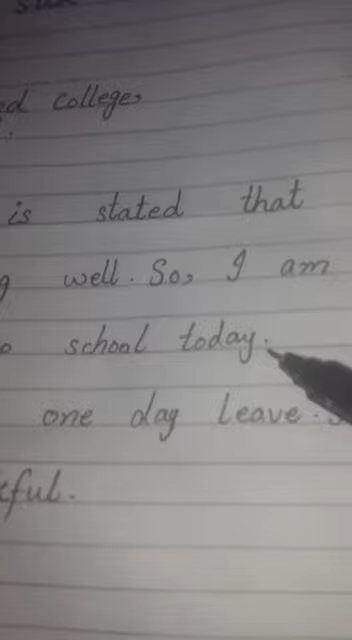 college,
is stated that
well. So, I am
school today.
one day leave.